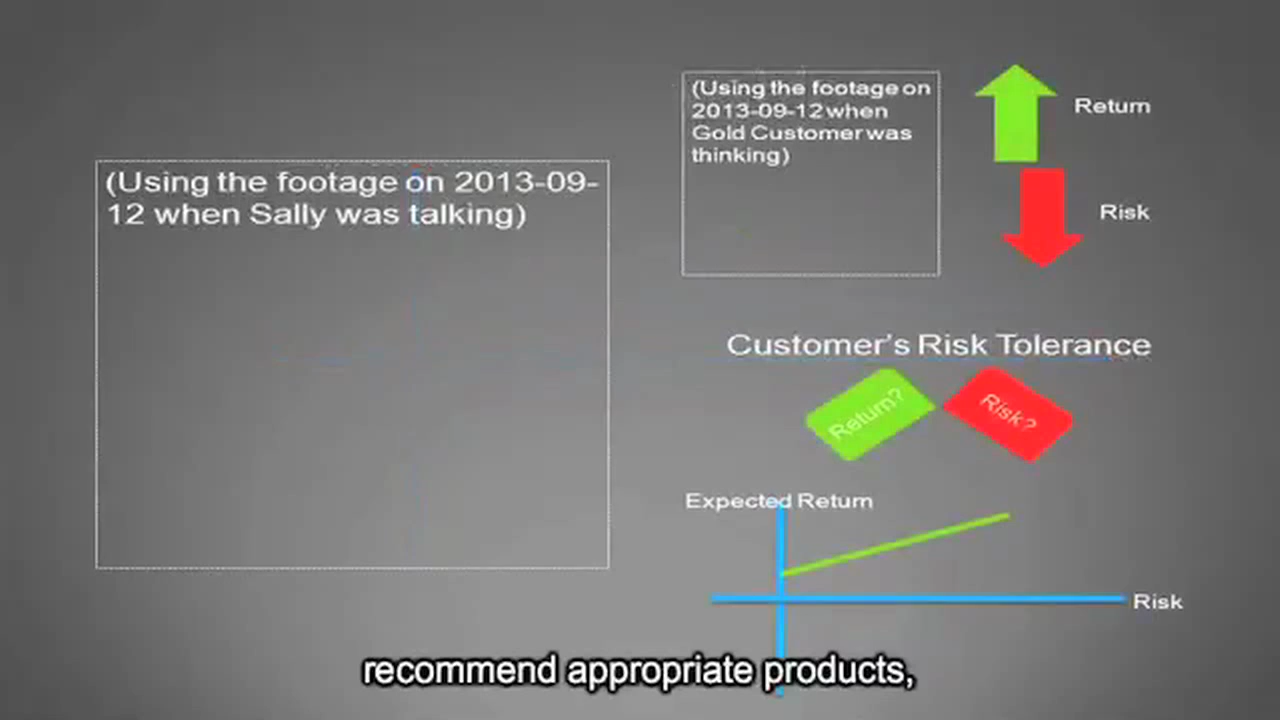 (Using the footage on 2013-09-
12 when Sally was talking)
(Using the footage on
2013-09-12 when
Gold Customer was
thinking)
Return
Risk
Customer's Risk Tolerance
Return?
Risk?
Expected Return
Risk
recommend appropriate products,